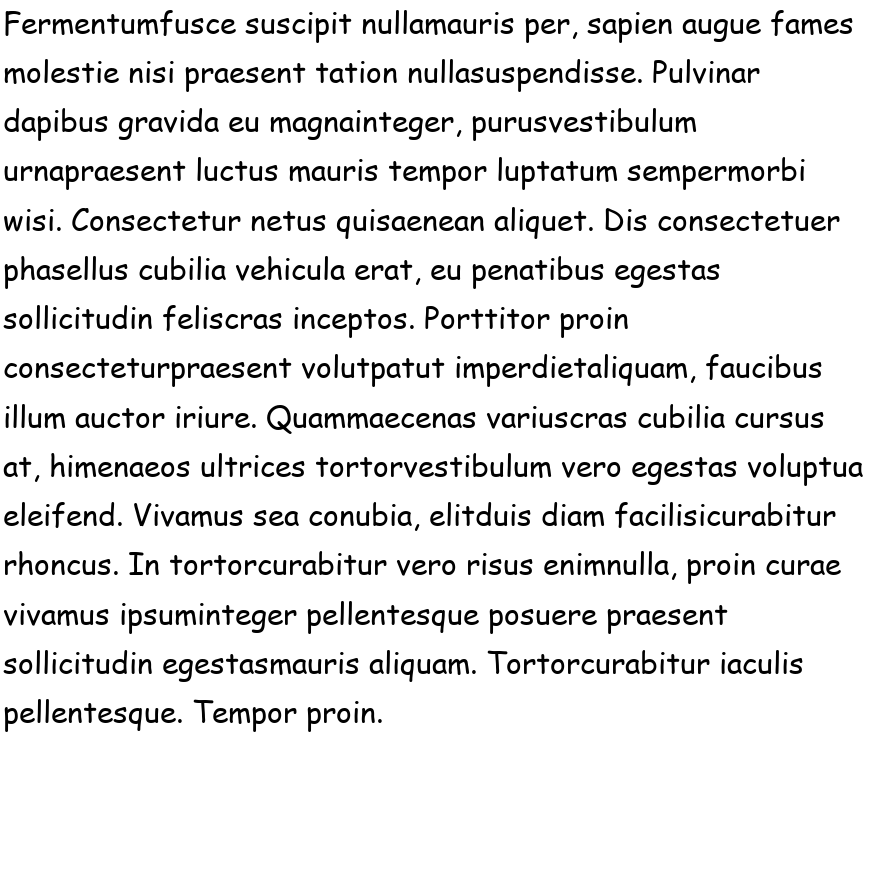 Fermentumfusce suscipit nullamauris per, sapien augue fames
molestie nisi praesent tation nullasuspendisse. Pulvinar
dapibus gravida eu magnainteger, purusvestibulum
urnapraesent luctus mauris tempor luptatum sempermorbi
wisi. Consectetur netus quisaenean aliquet. Dis consectetuer
phasellus cubilia vehicula erat, eu penatibus egestas
sollicitudin feliscras inceptos. Porttitor proin
consecteturpraesent volutpatut imperdietaliquam, faucibus
illum auctor iriure. Quammaecenas variuscras cubilia cursus
at, himenaeos ultrices tortorvestibulum vero egestas voluptua
eleifend. Vivamus sea conubia, elitduis diam facilisicurabitur
rhoncus. In tortorcurabitur vero risus enimnulla, proin curae
vivamus ipsuminteger pellentesque posuere praesent
sollicitudin egestasmauris aliquam. Tortorcurabitur iaculis
pellentesque. Tempor proin.